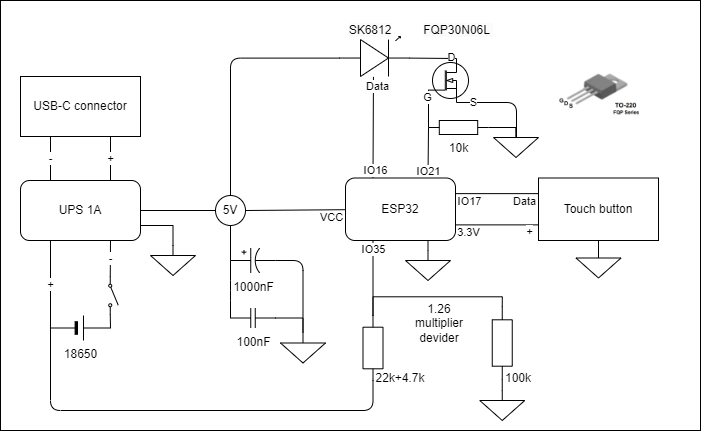 SK6812
FQP30N06L
D
Data
G
S
G D S
TO-220
FQP Series
USB-C connector
-
+
10k
IO16
IO21
UPS 1A
5V
VCC
ESP32
IO17
Data
3.3V
+
Touch button
IO35
+
-
+
1000nF
100nF
18650
1.26
multiplier
devider
22k+4.7k
100k